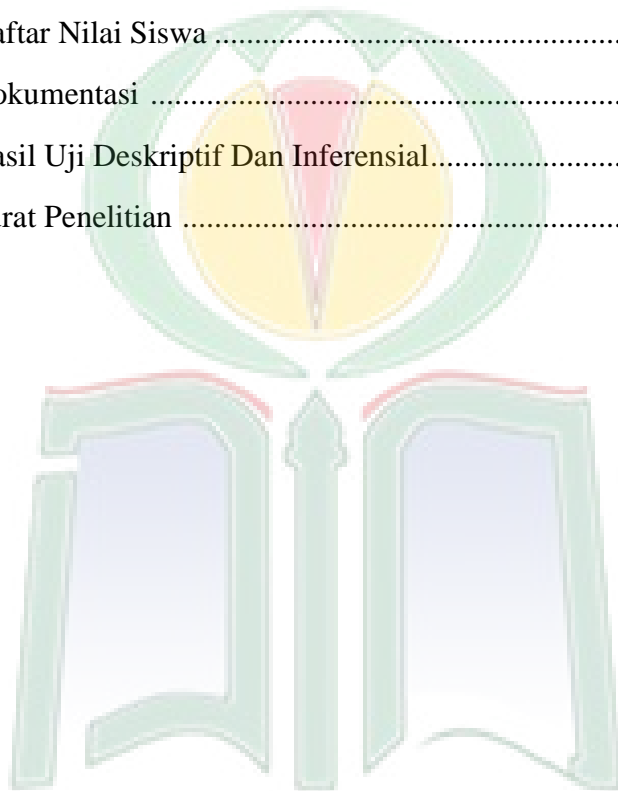 aftar Nilai Siswa ....................................................
okumentasi ............................................................
asil Uji Deskriptif Dan Inferensial........................
rat Penelitian ........................................................